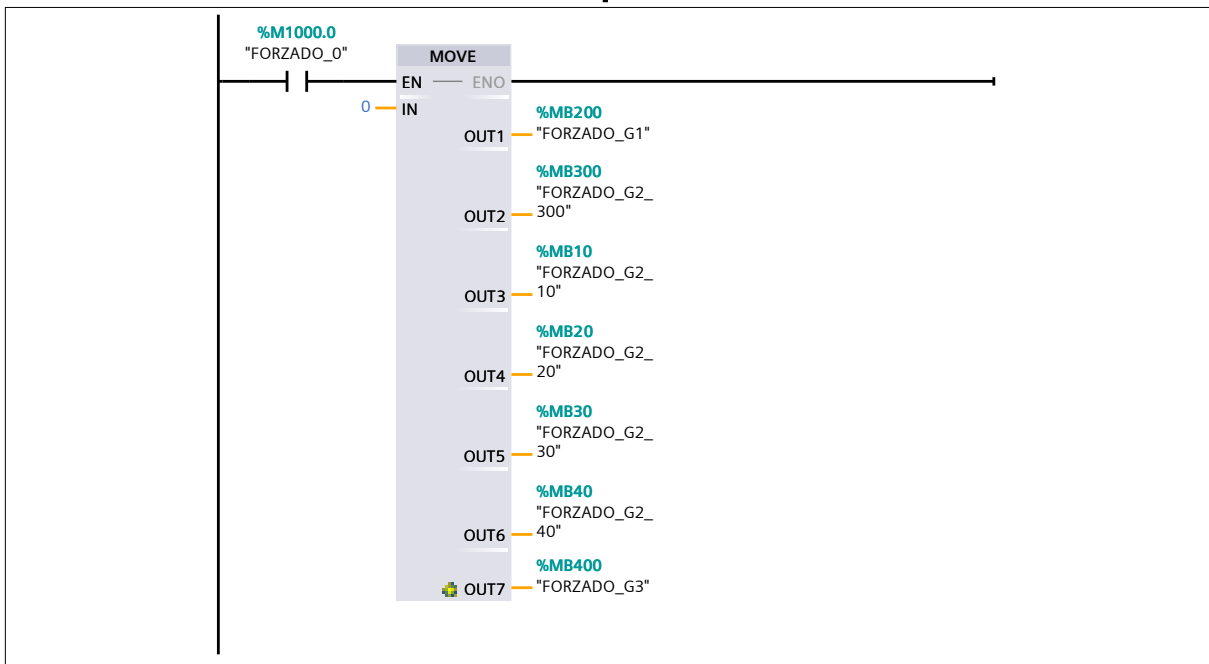 %M1000.0
"FORZADO_0"
MOVE
EN
ENO
0
IN
%MB200
OUT1
"FORZADO_G1"
%MB300
"FORZADO_G2_
300"
OUT2
%MB10
"FORZADO_G2_
10"
OUT3
%MB20
"FORZADO_G2_
20"
OUT4
%MB30
"FORZADO_G2_
30"
OUT5
%MB40
"FORZADO_G2_
40"
OUT6
%MB400
OUT7
"FORZADO_G3"